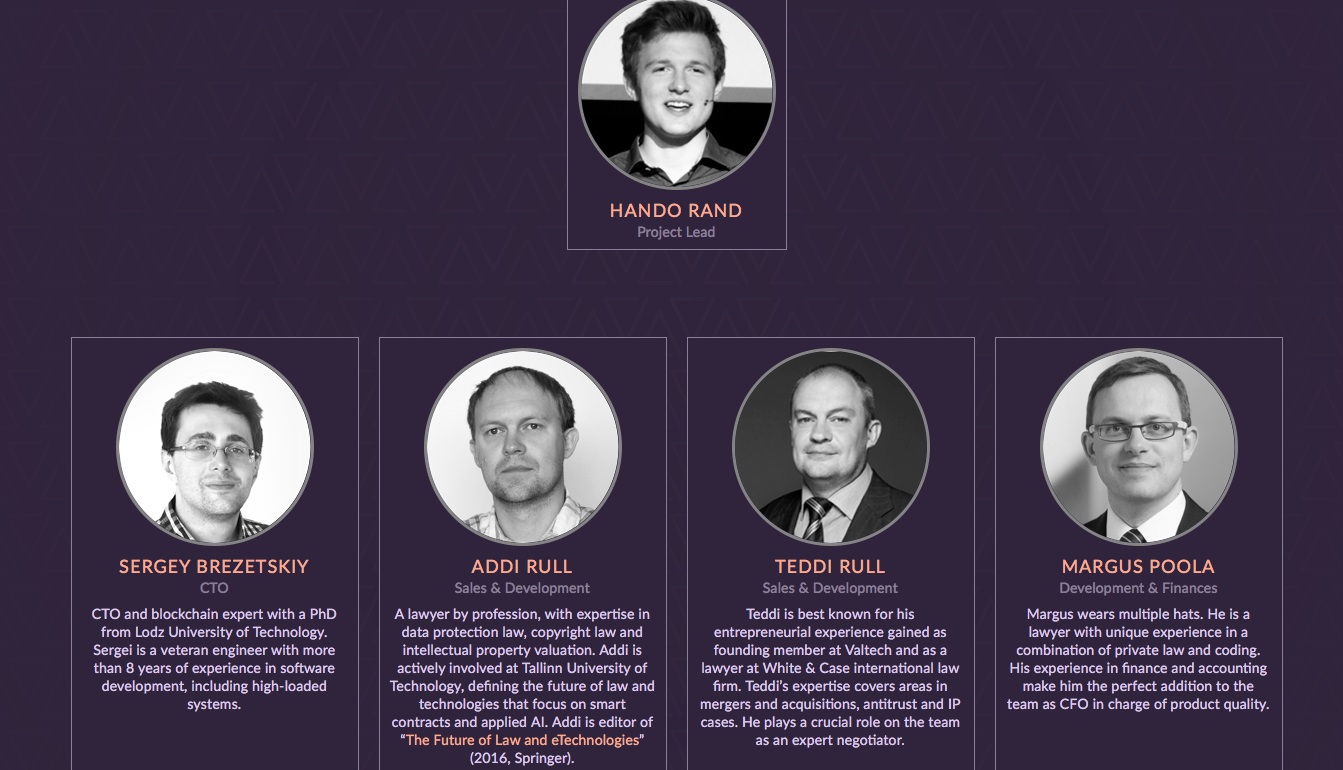 HANDO RAND
Project Lead
SERGEY BREZETSKIY
CTO
CTO and blockchain expert with a PhD
from Lodz University of Technology.
Sergei is a veteran engineer with more
than 8 years of experience in software
development, including high-loaded
systems.
ADDI RULL
Sales & Development
A lawyer by profession, with expertise in
data protection law, copyright law and
intellectual property valuation. Addi is
actively involved at Tallinn University of
Technology, defining the future of law and
technologies that focus on smart
contracts and applied AI. Addi is editor of
“The Future of Law and eTechnologies”
(2016, Springer).
TEDDI RULL
Sales & Development
Teddi is best known for his
entrepreneurial experience gained as
founding member at Valtech and as a
lawyer at White & Case international law
firm. Teddi’s expertise covers areas in
mergers and acquisitions, antitrust and IP
cases. He plays a crucial role on the team
as an expert negotiator.
MARGUS POOLA
Development & Finances
Margus wears multiple hats. He is a
lawyer with unique experience in a
combination of private law and coding.
His experience in finance and accounting
make him the perfect addition to the
team as CFO in charge of product quality.